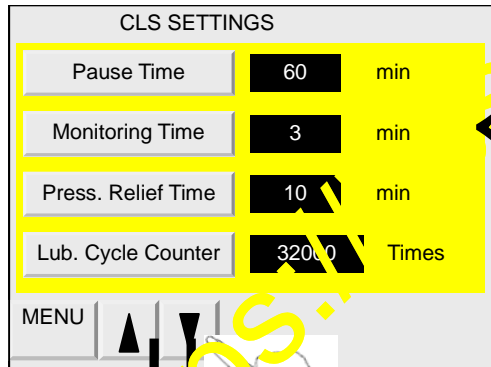 CLS SETTINGS
Pause Time 60 min
Monitoring Time 3 min
Press. Relief Time 10 min
Lub. Cycle Counter 32000 Times
MENU